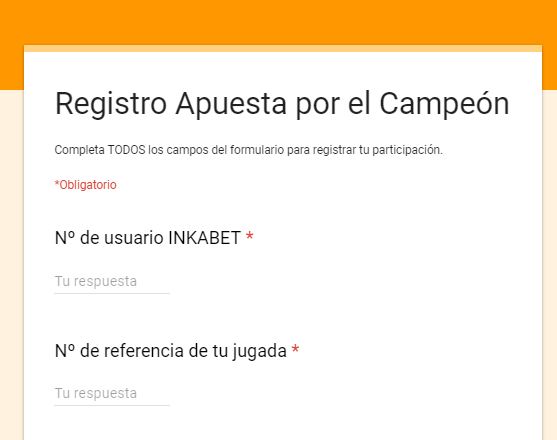 Registro Apuesta por el Campeón
Completa TODOS los campos del formulario para registrar tu participación.
*Obligatorio
Nº de usuario INKABET *
Tu respuesta
Nº de referencia de tu jugada *
Tu respuesta